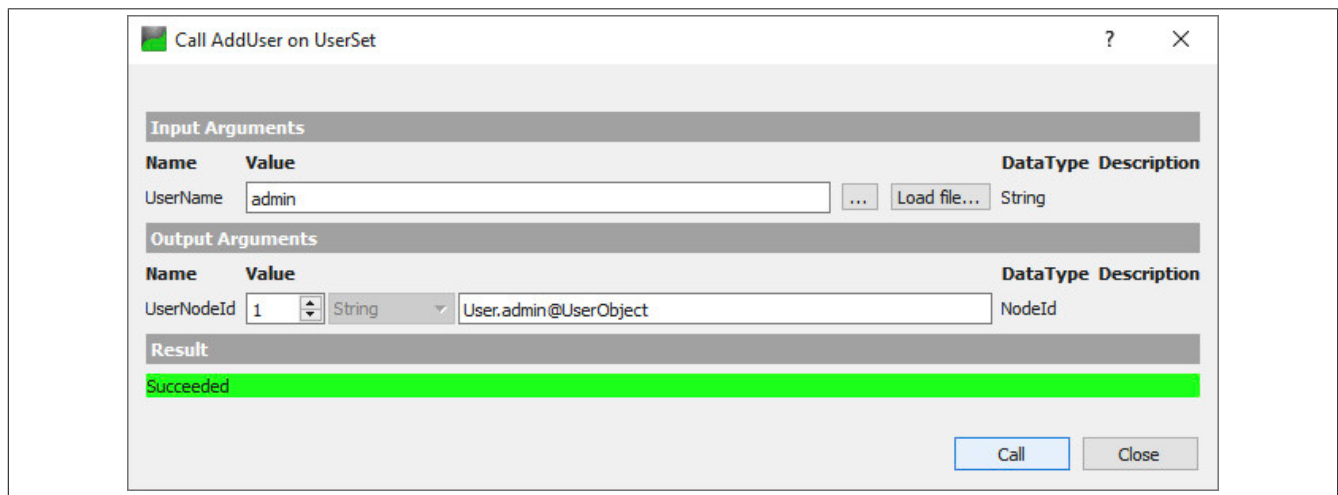 Call AddUser on UserSet ? ×
Input Arguments
Name Value DataType Description
UserName admin ... Load file... String
Output Arguments
Name Value DataType Description
UserNodeId 1 String User.admin@UserObject NodeId
Result
Succeeded
Call Close